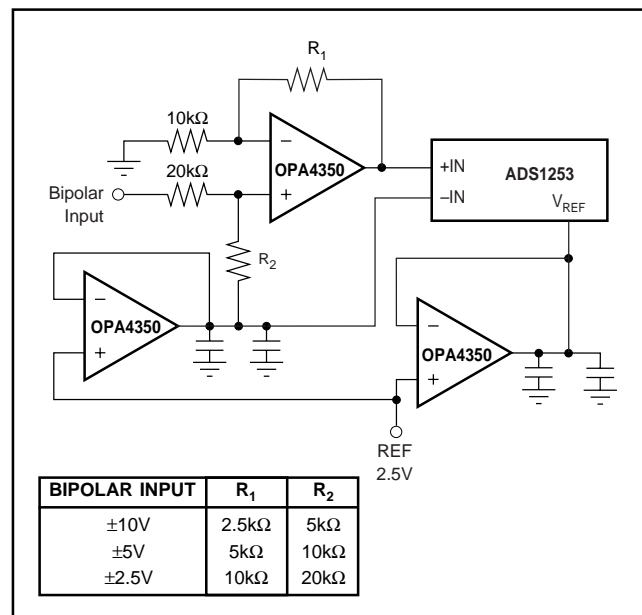 R1
10kΩ
20kΩ
Bipolar
Input
−
+
OPA4350
+IN
–IN
ADS1253
VREF
R2
−
+
OPA4350
−
+
OPA4350
REF
2.5V
BIPOLAR INPUT R1 R2
±10V 2.5kΩ 5kΩ
±5V 5kΩ 10kΩ
±2.5V 10kΩ 20kΩ